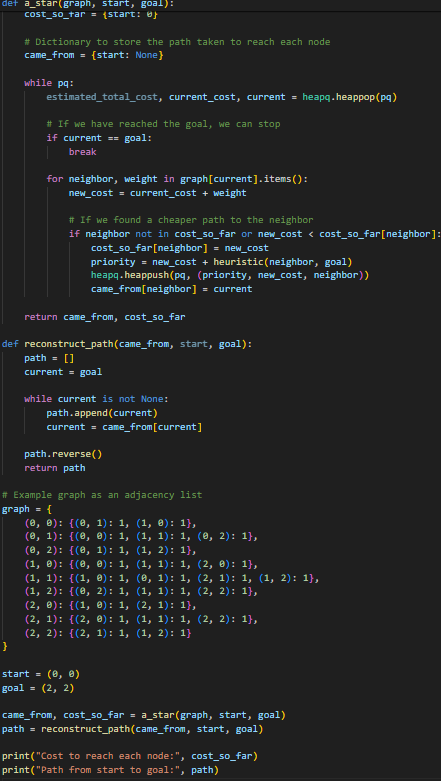 def a_star(graph, start, goal):
    cost_so_far = {start: 0}

    # Dictionary to store the path taken to reach each node
    came_from = {start: None}

    while pq:
        estimated_total_cost, current_cost, current = heapq.heappop(pq)

        # If we have reached the goal, we can stop
        if current == goal:
            break

        for neighbor, weight in graph[current].items():
            new_cost = current_cost + weight

            # If we found a cheaper path to the neighbor
            if neighbor not in cost_so_far or new_cost < cost_so_far[neighbor]:
                cost_so_far[neighbor] = new_cost
                priority = new_cost + heuristic(neighbor, goal)
                heapq.heappush(pq, (priority, new_cost, neighbor))
                came_from[neighbor] = current

    return came_from, cost_so_far

def reconstruct_path(came_from, start, goal):
    path = []
    current = goal

    while current is not None:
        path.append(current)
        current = came_from[current]

    path.reverse()
    return path

# Example graph as an adjacency list
graph = {
    (0, 0): {(0, 1): 1, (1, 0): 1},
    (0, 1): {(0, 0): 1, (1, 1): 1, (0, 2): 1},
    (0, 2): {(0, 1): 1, (1, 2): 1},
    (1, 0): {(0, 0): 1, (1, 1): 1, (2, 0): 1},
    (1, 1): {(1, 0): 1, (0, 1): 1, (2, 1): 1, (1, 2): 1},
    (1, 2): {(0, 2): 1, (1, 1): 1, (2, 2): 1},
    (2, 0): {(1, 0): 1, (2, 1): 1},
    (2, 1): {(2, 0): 1, (1, 1): 1, (2, 2): 1},
    (2, 2): {(2, 1): 1, (1, 2): 1}
}

start = (0, 0)
goal = (2, 2)

came_from, cost_so_far = a_star(graph, start, goal)
path = reconstruct_path(came_from, start, goal)

print("Cost to reach each node:", cost_so_far)
print("Path from start to goal:", path)